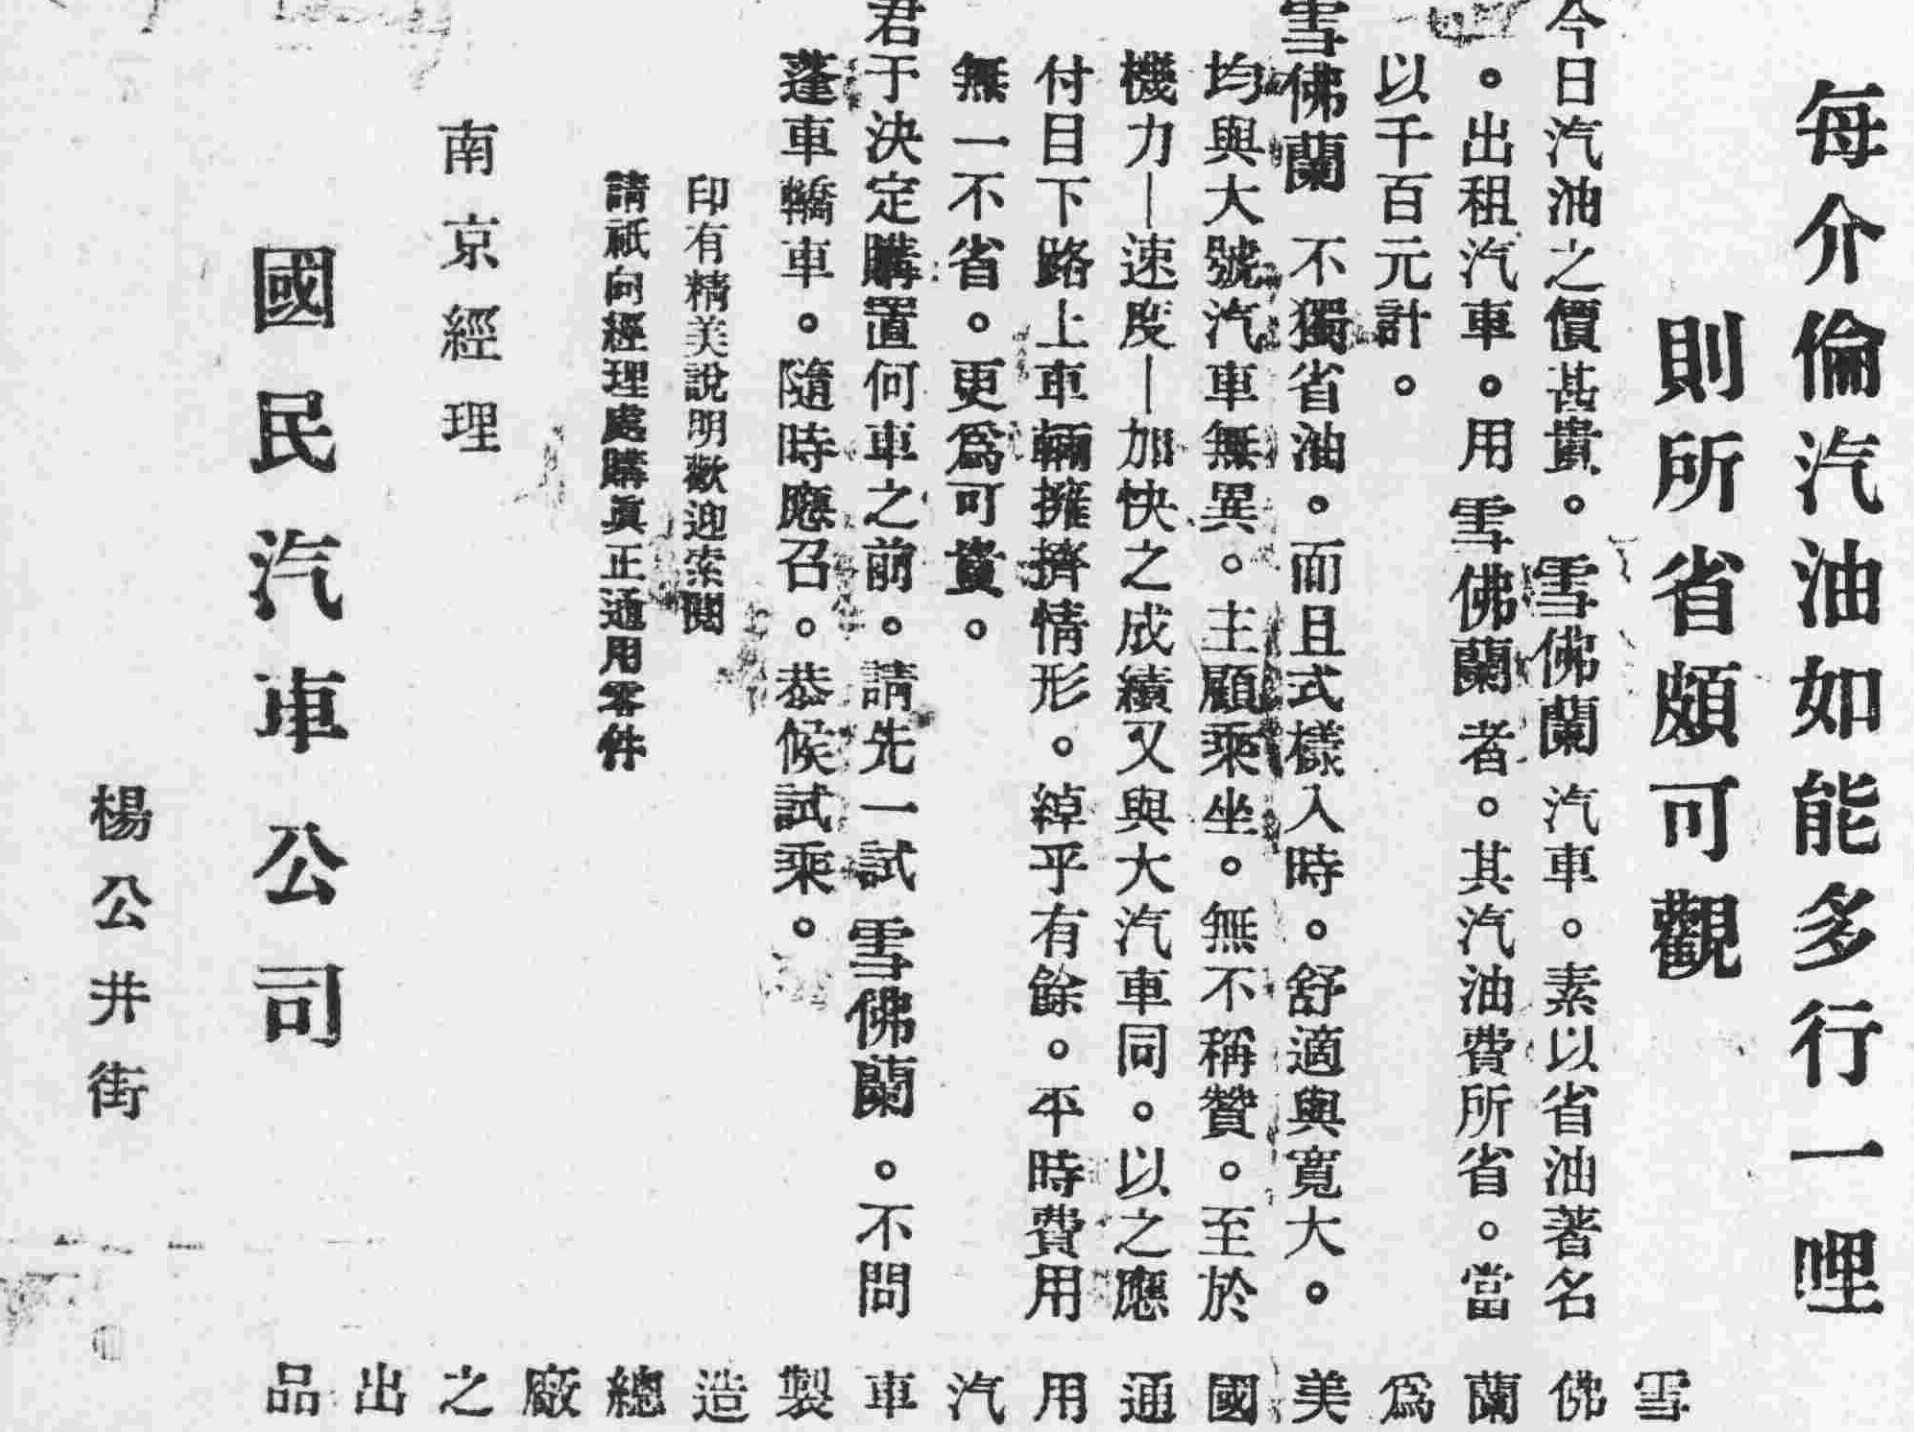 每介倫汽油如能多行一哩
則所省頗可觀
今日汽油之價甚貴。雪佛蘭汽車。素以省油著名
。出租汽車。用雪佛蘭者。其汽油費所省。當
以千百元計。
雪佛蘭 不獨省油。而且式樣入時。舒適與寬大。
均與大號汽車無異。主顧乘坐。無不稱贊。至於
機力—速度—加快之成績又與大汽車同。以之應
付目下路上車輛擁擠情形。綽乎有餘。平時費用
無一不省。更爲可貴。
君于決定購置何車之前。請先一試 雪佛蘭 。不問
蓬車轎車。隨時應召。恭候試乘。
印有精美說明歡迎索閱
請祇向經理處購眞正通用零件
南京經理
國民汽車公司
楊公井街
雪佛蘭爲美國通用汽車製造總廠之出品